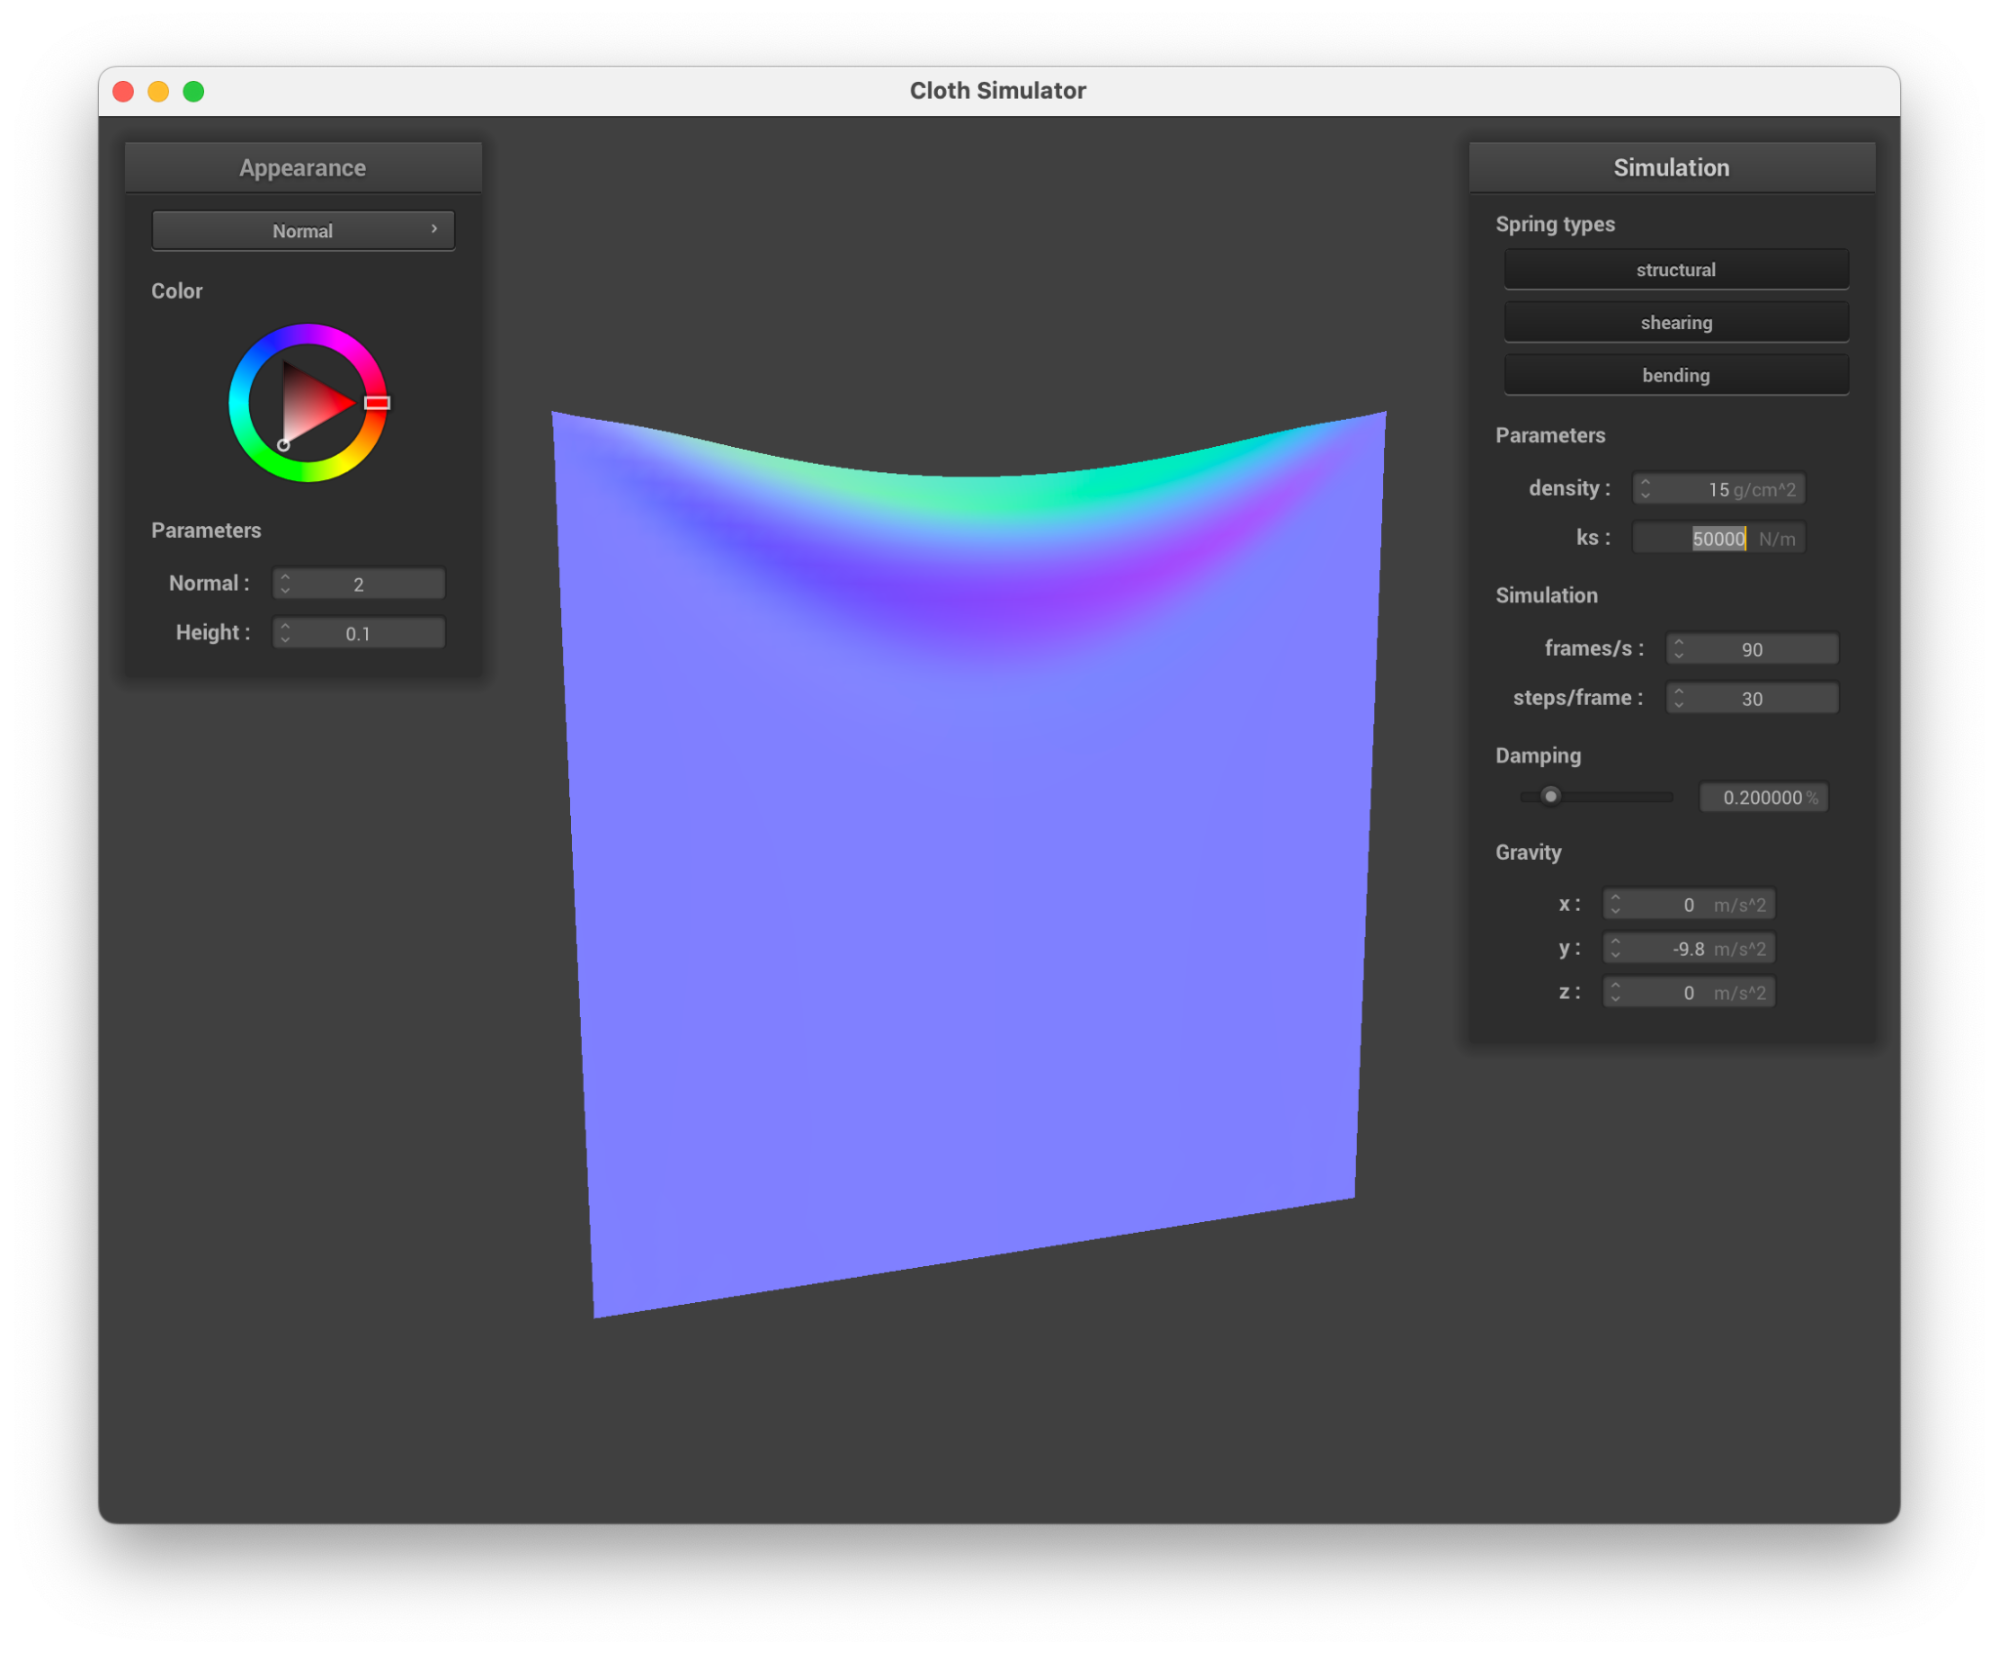 Cloth Simulator
Appearance
Normal
Color
Parameters
Normal : 2
Height : 0.1
Simulation
Spring types
structural
shearing
bending
Parameters
density : 15 g/cm^2
ks : 50000 N/m
Simulation
frames/s : 90
steps/frame : 30
Damping
0.200000 %
Gravity
x : 0 m/s^2
y : -9.8 m/s^2
z : 0 m/s^2